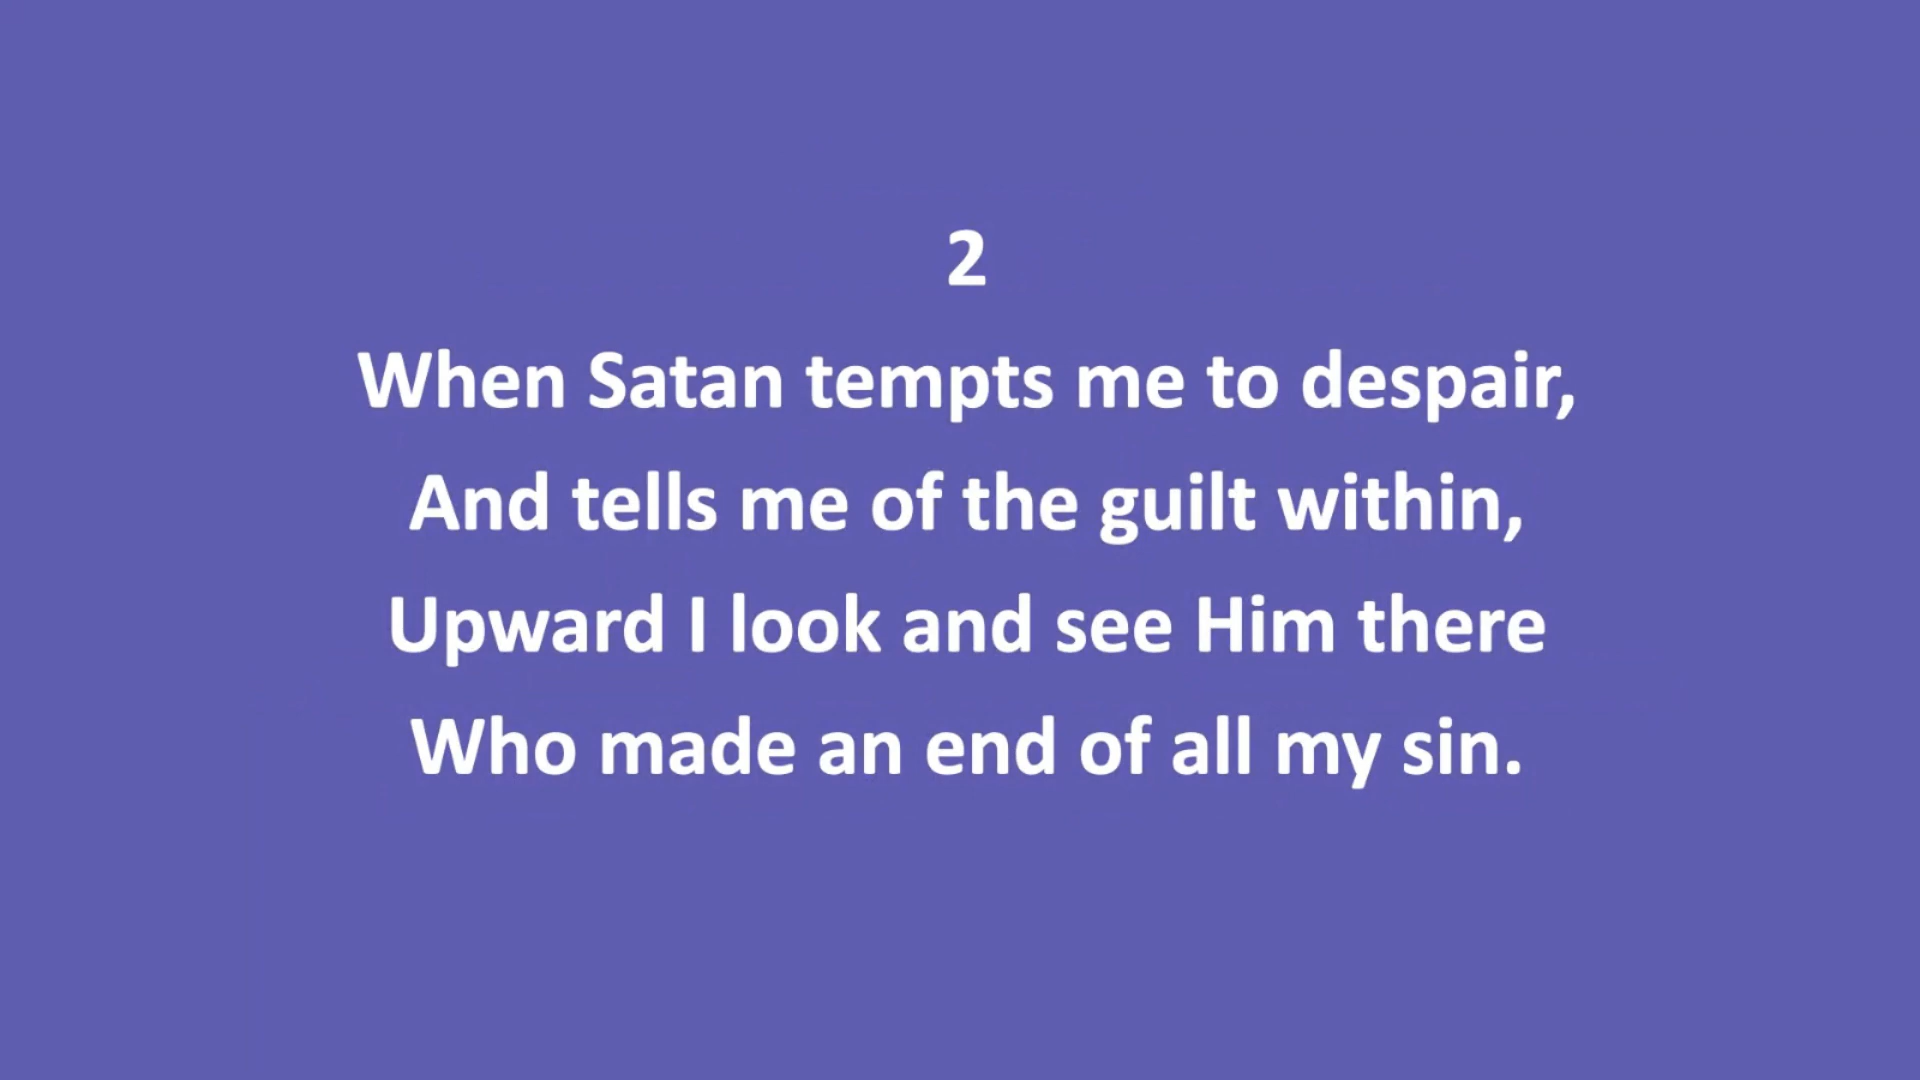 2
When Satan tempts me to despair,
And tells me of the guilt within,
Upward I look and see Him there
Who made an end of all my sin.